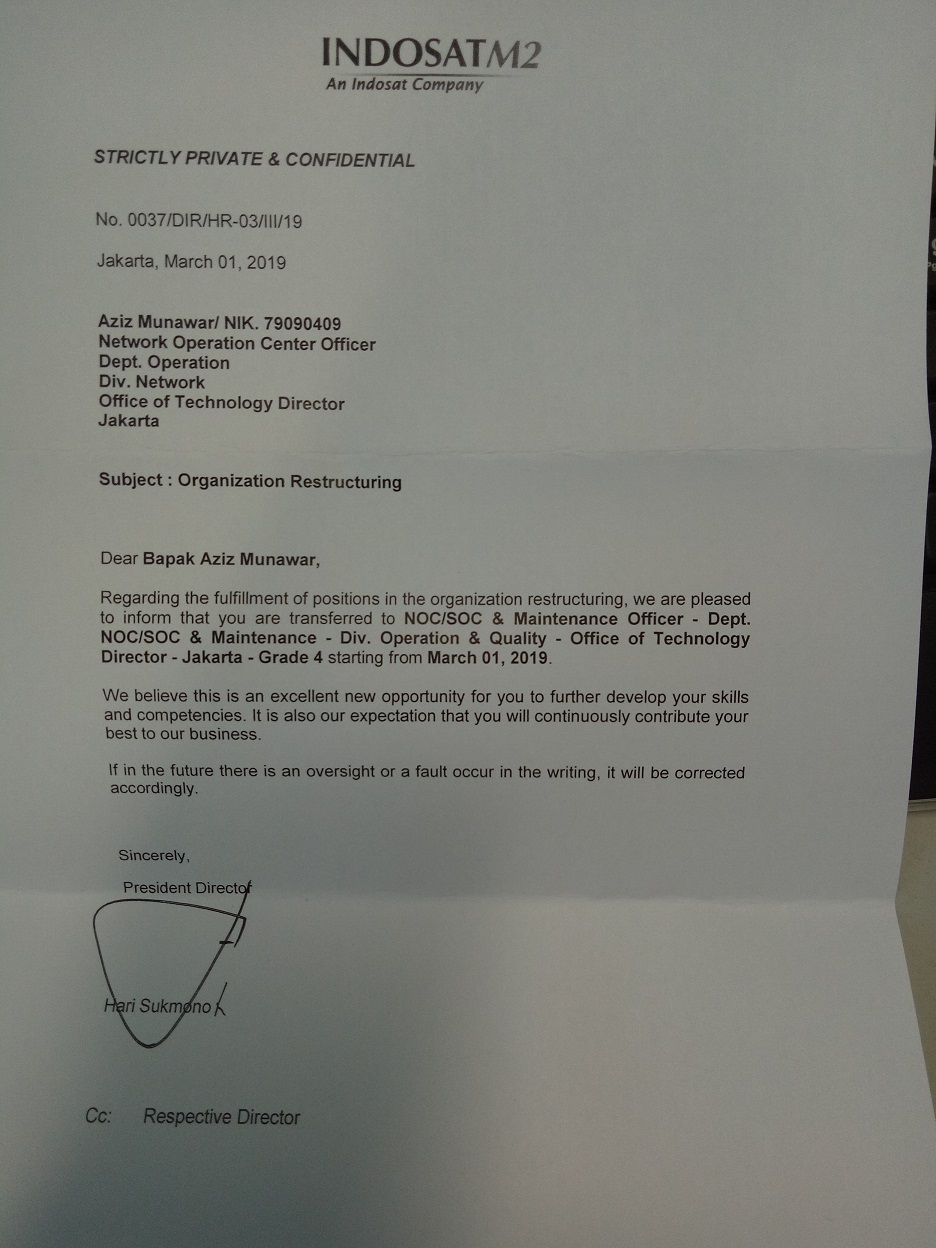 INDOSATM2
An Indosat Company
STRICTLY PRIVATE & CONFIDENTIAL
No. 0037/DIR/HR-03/III/19
Jakarta, March 01, 2019
Aziz Munawar/ NIK. 79090409
Network Operation Center Officer
Dept. Operation
Div. Network
Office of Technology Director
Jakarta
Subject : Organization Restructuring
Dear Bapak Aziz Munawar,
Regarding the fulfillment of positions in the organization restructuring, we are pleased
to inform that you are transferred to NOC/SOC & Maintenance Officer - Dept.
NOC/SOC & Maintenance - Div. Operation & Quality - Office of Technology
Director - Jakarta - Grade 4 starting from March 01, 2019.
We believe this is an excellent new opportunity for you to further develop your skills
and competencies. It is also our expectation that you will continuously contribute your
best to our business.
If in the future there is an oversight or a fault occur in the writing, it will be corrected
accordingly.
Sincerely,
President Director
Hari Sukmono
Cc: Respective Director